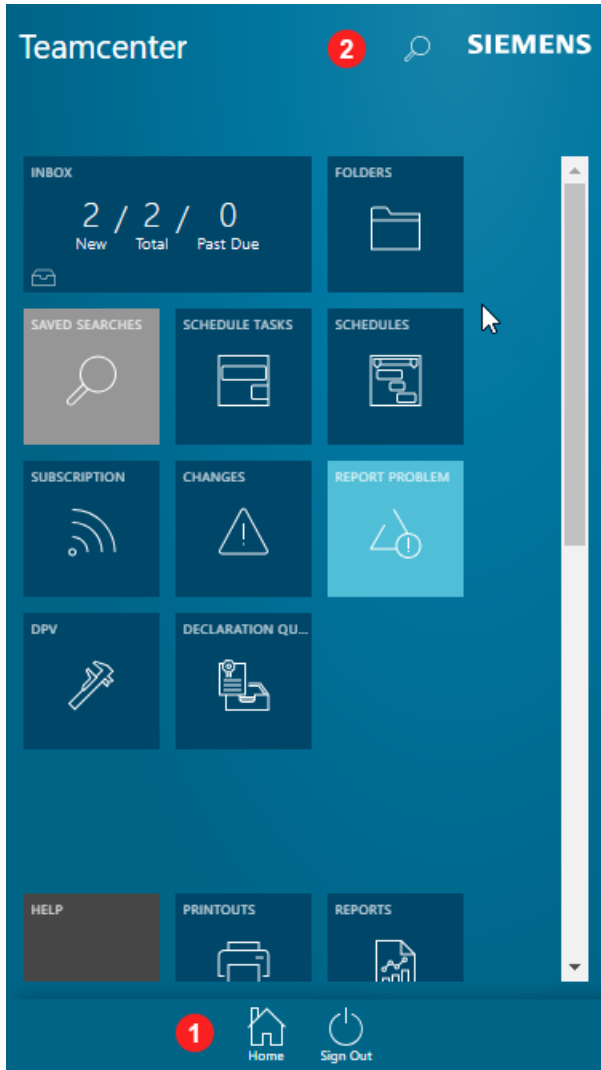 Teamcenter 2 SIEMENS
INBOX FOLDERS
2 / 2 / 0
New Total Past Due
SAVED SEARCHES SCHEDULE TASKS SCHEDULES
SUBSCRIPTION CHANGES REPORT PROBLEM
DPV DECLARATION QU...
HELP PRINTOUTS REPORTS
1 Home Sign Out